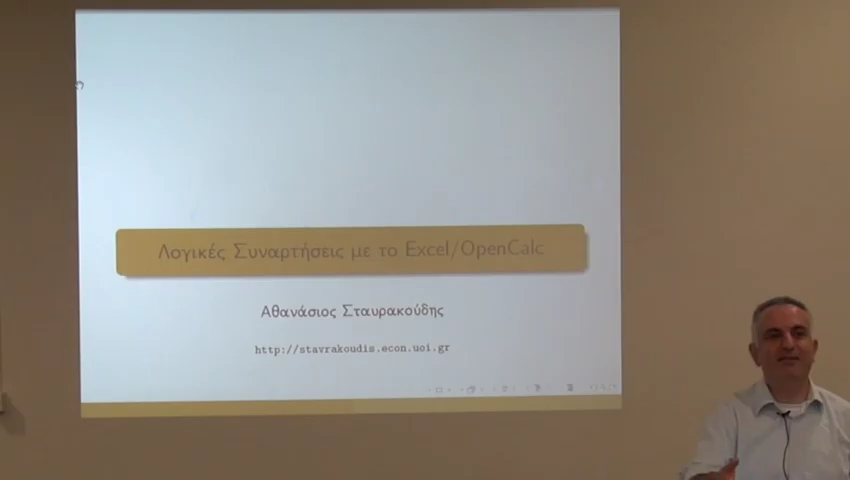 Λογικές Συναρτήσεις με το Excel/OpenCalc
Αθανάσιος Σταυρακούδης
http://stavrakoudis.econ.uoi.gr